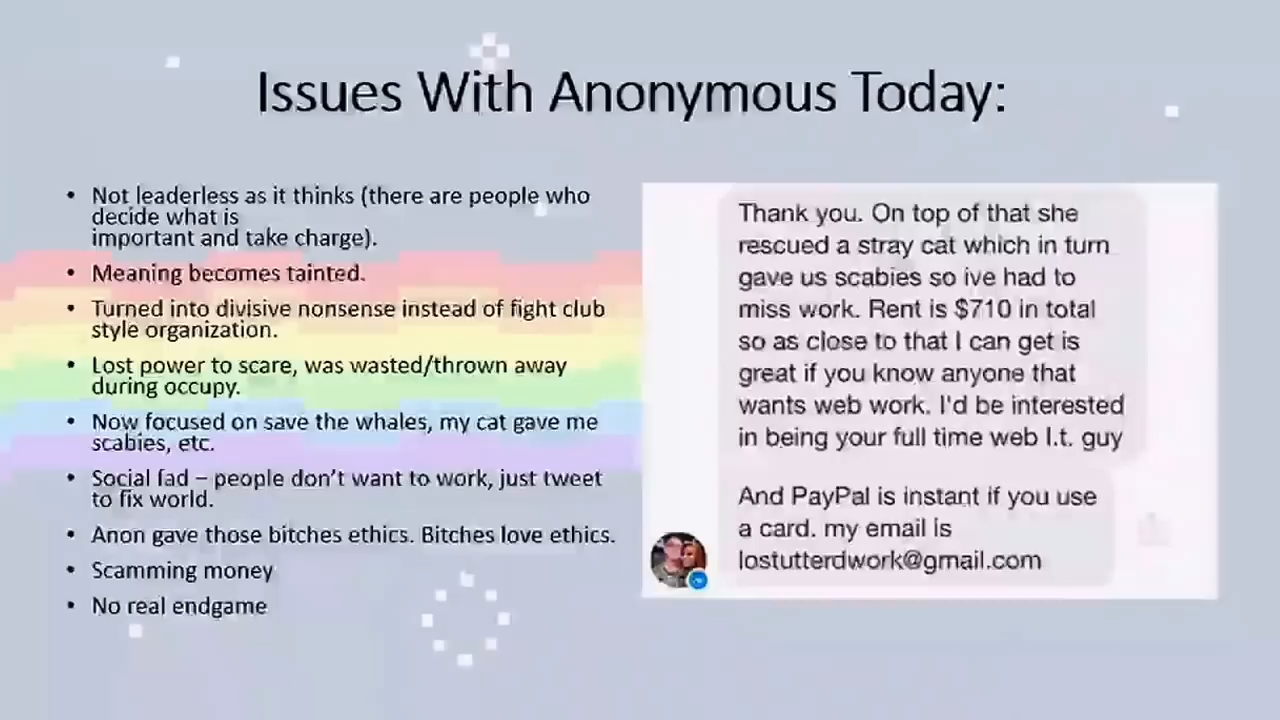 Issues With Anonymous Today:
• Not leaderless as it thinks (there are people who
decide what is
important and take charge).
• Meaning becomes tainted.
• Turned into divisive nonsense instead of fight club
style organization.
• Lost power to scare, was wasted/thrown away
during occupy.
• Now focused on save the whales, my cat gave me
scabies, etc.
• Social fad – people don’t want to work, just tweet
to fix world.
• Anon gave those bitches ethics. Bitches love ethics.
• Scamming money
• No real endgame
Thank you. On top of that she
rescued a stray cat which in turn
gave us scabies so ive had to
miss work. Rent is $710 in total
so as close to that I can get is
great if you know anyone that
wants web work. I'd be interested
in being your full time web I.t. guy
And PayPal is instant if you use
a card. my email is
lostutterdwork@gmail.com